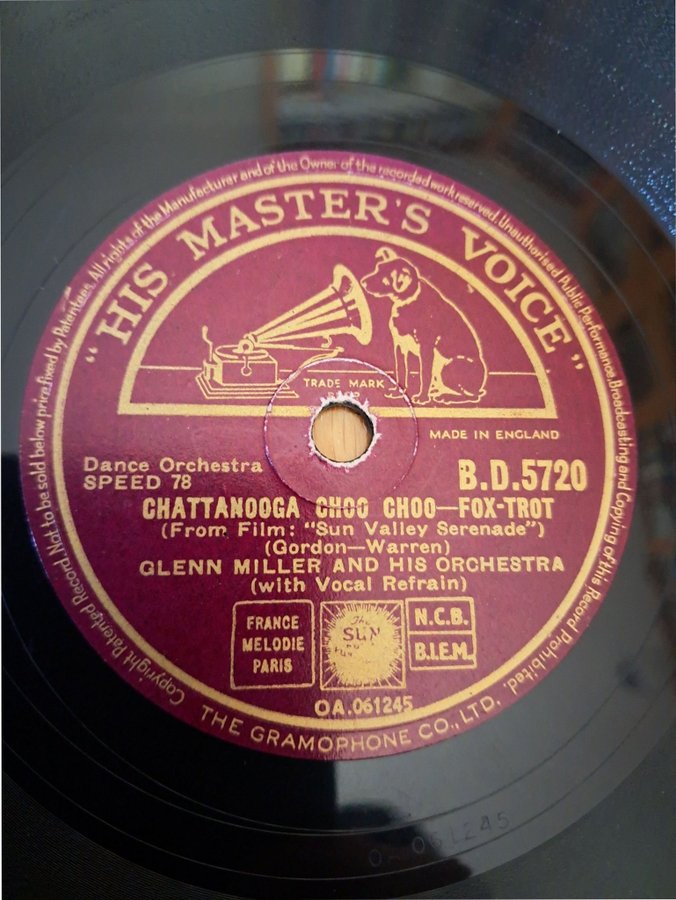 Copyright Patented Record. Not to be sold below price fixed by Patentees. All rights of the Manufacturer and of the Owner of the recorded work reserved. Unauthorised Public Performance, Broadcasting and Copying of this Record Prohibited.
"HIS MASTER'S VOICE"
TRADE MARK
MADE IN ENGLAND
Dance Orchestra
SPEED 78
B.D.5720
CHATTANOOGA CHOO CHOO—FOX-TROT
(From Film: "Sun Valley Serenade")
(Gordon—Warren)
GLENN MILLER AND HIS ORCHESTRA
(with Vocal Refrain)
FRANCE
MELODIE
PARIS
The
SUN
N.C.B.
B.I.E.M.
OA.061245
THE GRAMOPHONE CO., LTD.
061245